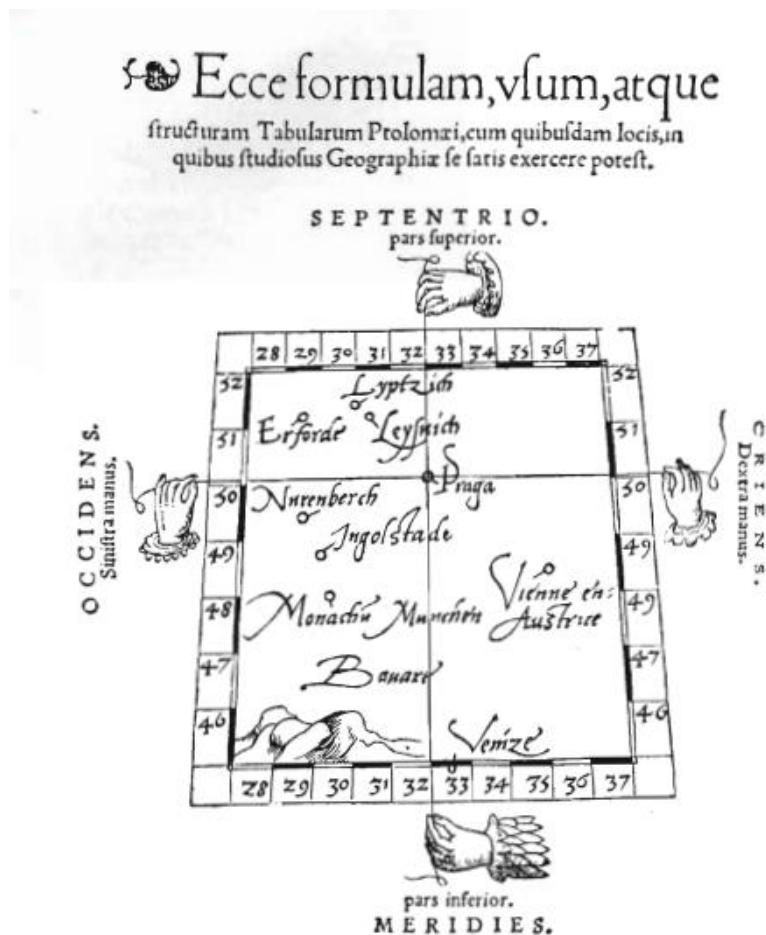 Ecce formulam, vſum, atque
ſtructuram Tabularum Ptolomæi, cum quibuſdam locis, in
quibus ſtudioſus Geographiæ ſe ſatis exercere poteſt.
SEPTENTRIO.
pars ſuperior.
28 29 30 31 32 33 34 35 36 37
52 52
Lyptzich
Erforde Leyſnich
51 51
OCCIDENS.
Siniſtra manus.
ORIENS.
Dextra manus.
Praga
50 50
Nurenberch
Ingolſtade
49 49
Vienne en:
Auſtrice
48 49
Monachū Munchen
47 47
Bauare
46 46
Venize
28 29 30 31 32 33 34 35 36 37
pars inferior.
MERIDIES.